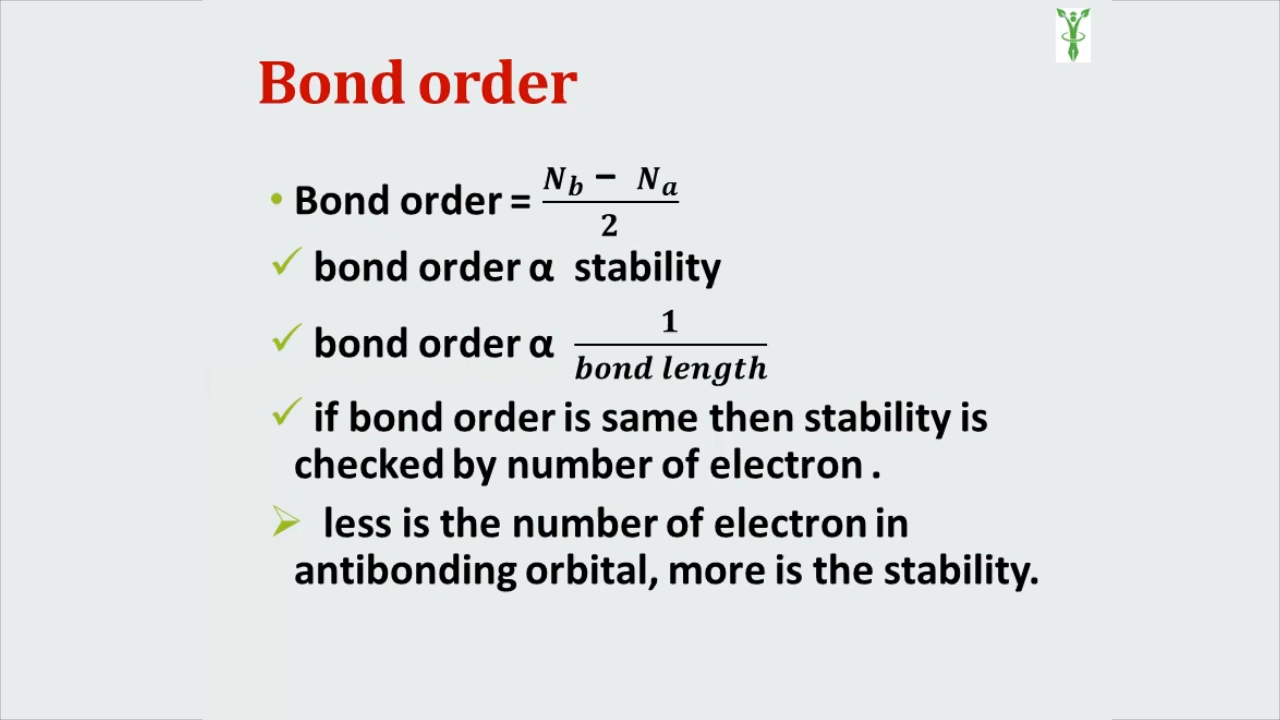 Bond order
• Bond order = (N_b − N_a)/2
✓ bond order α stability
✓ bond order α 1/(bond length)
✓ if bond order is same then stability is
checked by number of electron .
➢ less is the number of electron in
antibonding orbital, more is the stability.